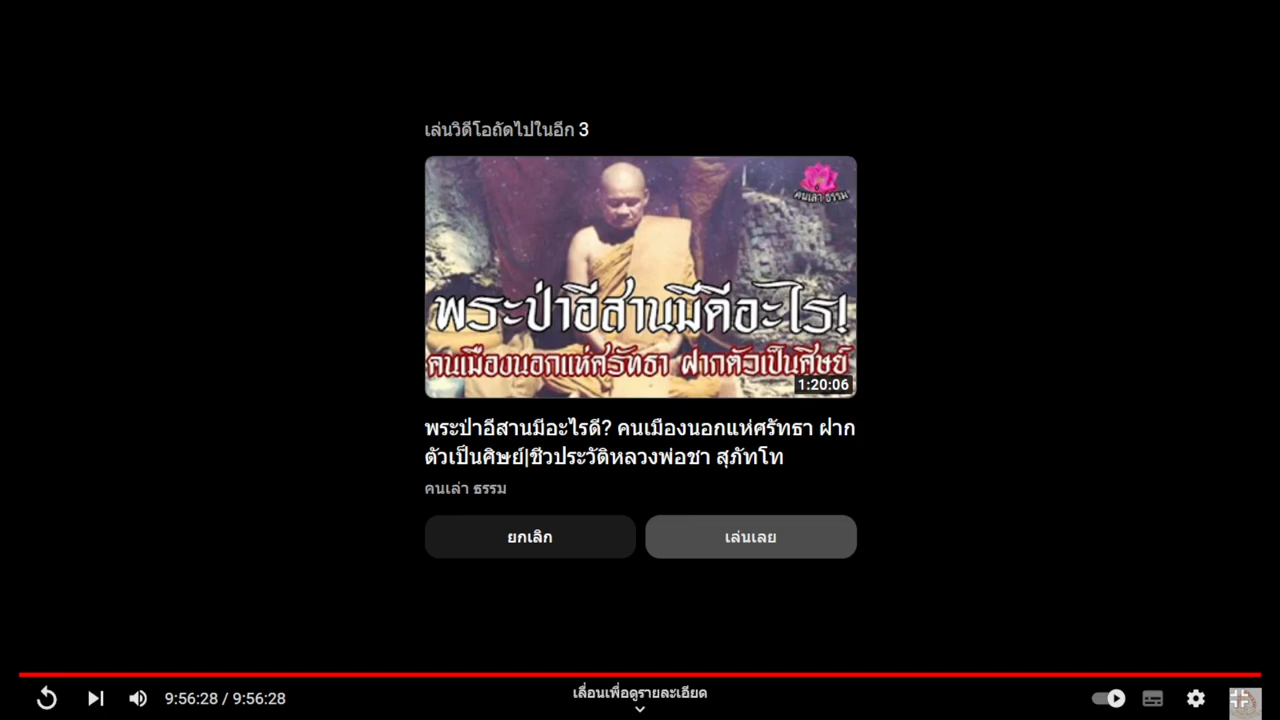 เล่นวิดีโอถัดไปในอีก 3
คนเล่า ธรรม
พระป่าอีสานมีดีอะไร!
คนเมืองนอกแห่ศรัทธา ฝากตัวเป็นศิษย์
1:20:06
พระป่าอีสานมีอะไรดี? คนเมืองนอกแห่ศรัทธา ฝาก
ตัวเป็นศิษย์|ชีวประวัติหลวงพ่อชา สุภัทโท
คนเล่า ธรรม
ยกเลิก
เล่นเลย
9:56:28 / 9:56:28
เลื่อนเพื่อดูรายละเอียด